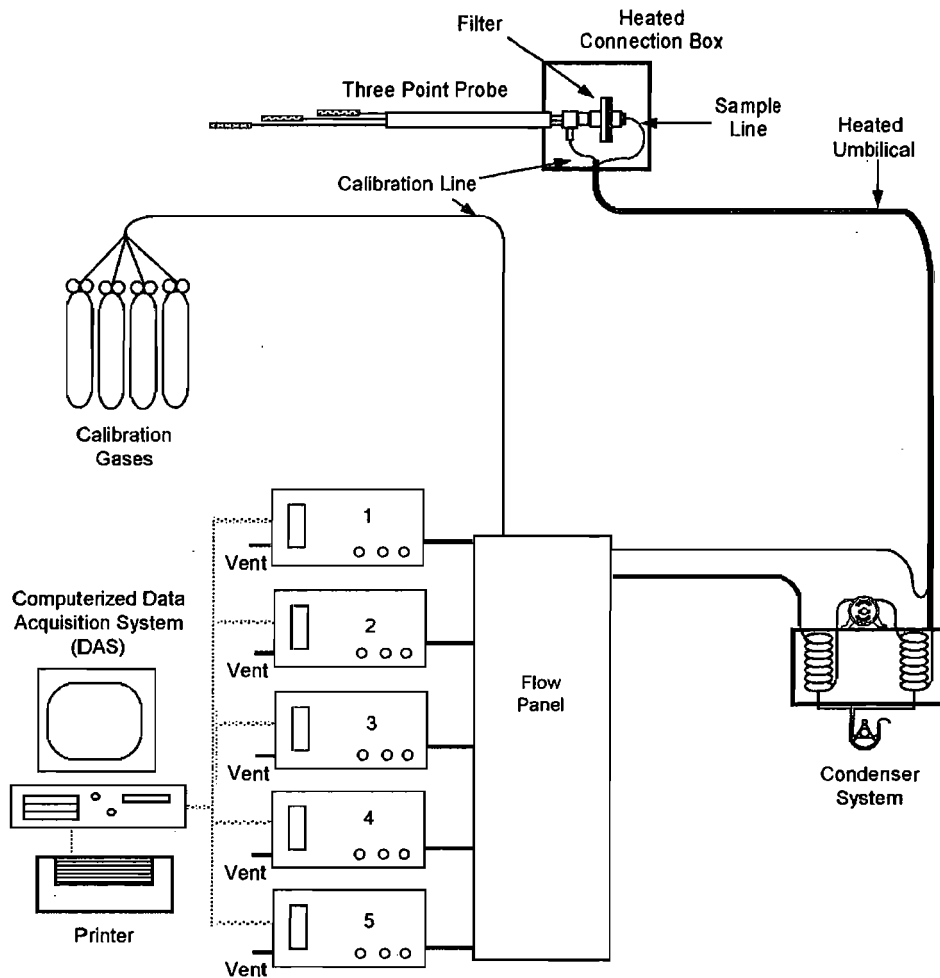 Heated
Connection Box
Filter
Three Point Probe
Sample
Line
Heated
Umbilical
Calibration Line
Calibration
Gases
1
Vent
2
Vent
3
Vent
4
Vent
5
Vent
Computerized Data
Acquisition System
(DAS)
Printer
Flow
Panel
Condenser
System